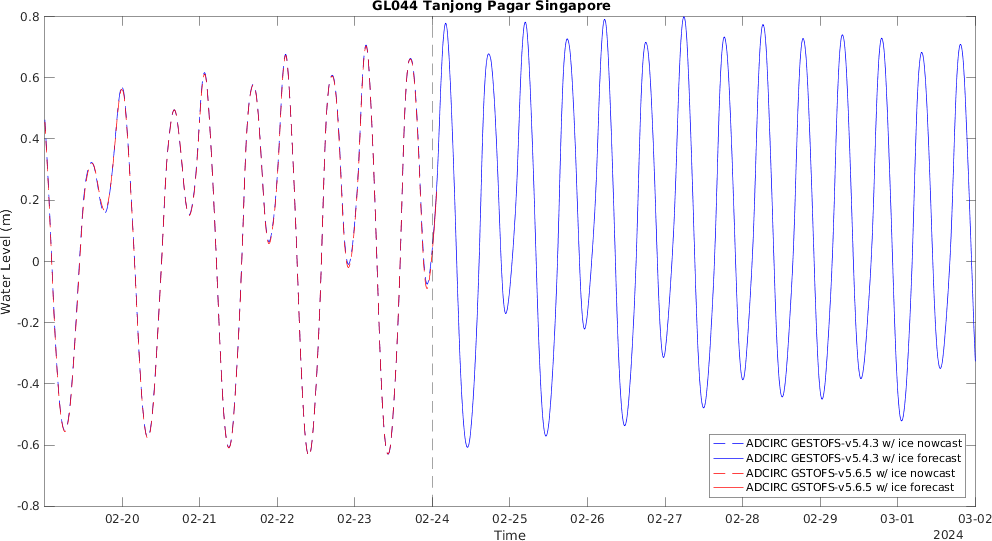 GL044 Tanjong Pagar Singapore
0.8
0.6
0.4
0.2
0
-0.2
-0.4
-0.6
-0.8
Water Level (m)
ADCIRC GESTOFS-v5.4.3 w/ ice nowcast
ADCIRC GESTOFS-v5.4.3 w/ ice forecast
ADCIRC GSTOFS-v5.6.5 w/ ice nowcast
ADCIRC GSTOFS-v5.6.5 w/ ice forecast
02-20 02-21 02-22 02-23 02-24 02-25 02-26 02-27 02-28 02-29 03-01 03-02
Time
2024